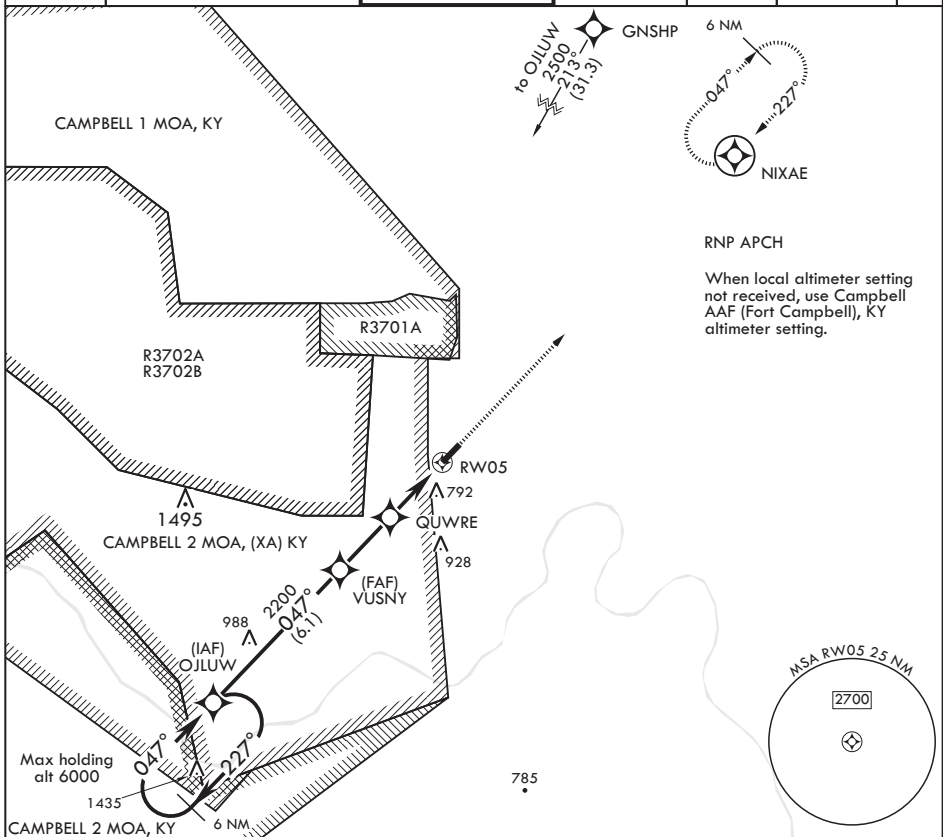 GNSHP
to OJLUW
2500
213°
(31.3)
6 NM
047°
227°
NIXAE
CAMPBELL 1 MOA, KY
RNP APCH
When local altimeter setting
not received, use Campbell
AAF (Fort Campbell), KY
altimeter setting.
R3701A
R3702A
R3702B
RW05
792
1495
QUWRE
CAMPBELL 2 MOA, (XA) KY
928
(FAF)
VUSNY
2200
047°
(6.1)
988
(IAF)
OJLUW
MSA RW05 25 NM
2700
Max holding
alt 6000
047°
227°
1435
785
6 NM
CAMPBELL 2 MOA, KY